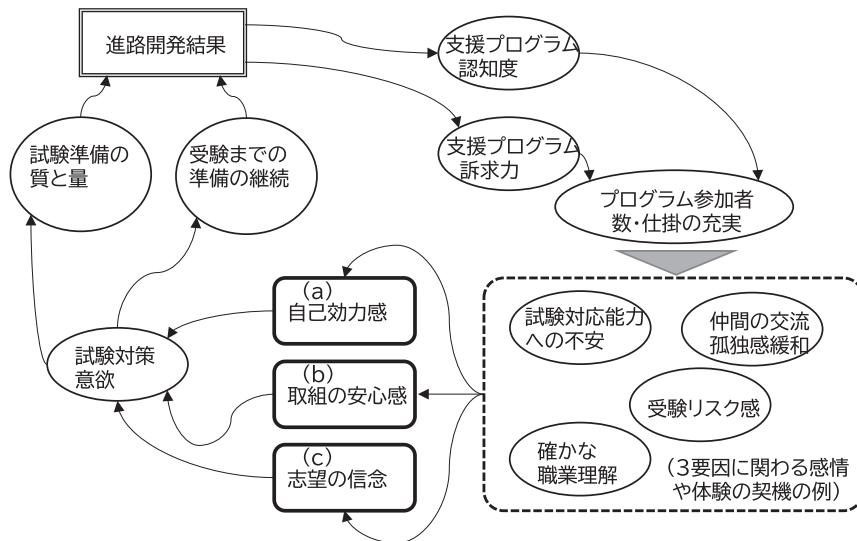 進路開発結果
支援プログラム
認知度
試験準備の
質と量
受験までの
準備の継続
支援プログラム
訴求力
プログラム参加者
数・仕掛の充実
(a)
自己効力感
試験対策
意欲
(b)
取組の安心感
(c)
志望の信念
試験対応能力
への不安
仲間の交流
孤独感緩和
受験リスク感
確かな
職業理解
（3要因に関わる感情
や体験の契機の例）